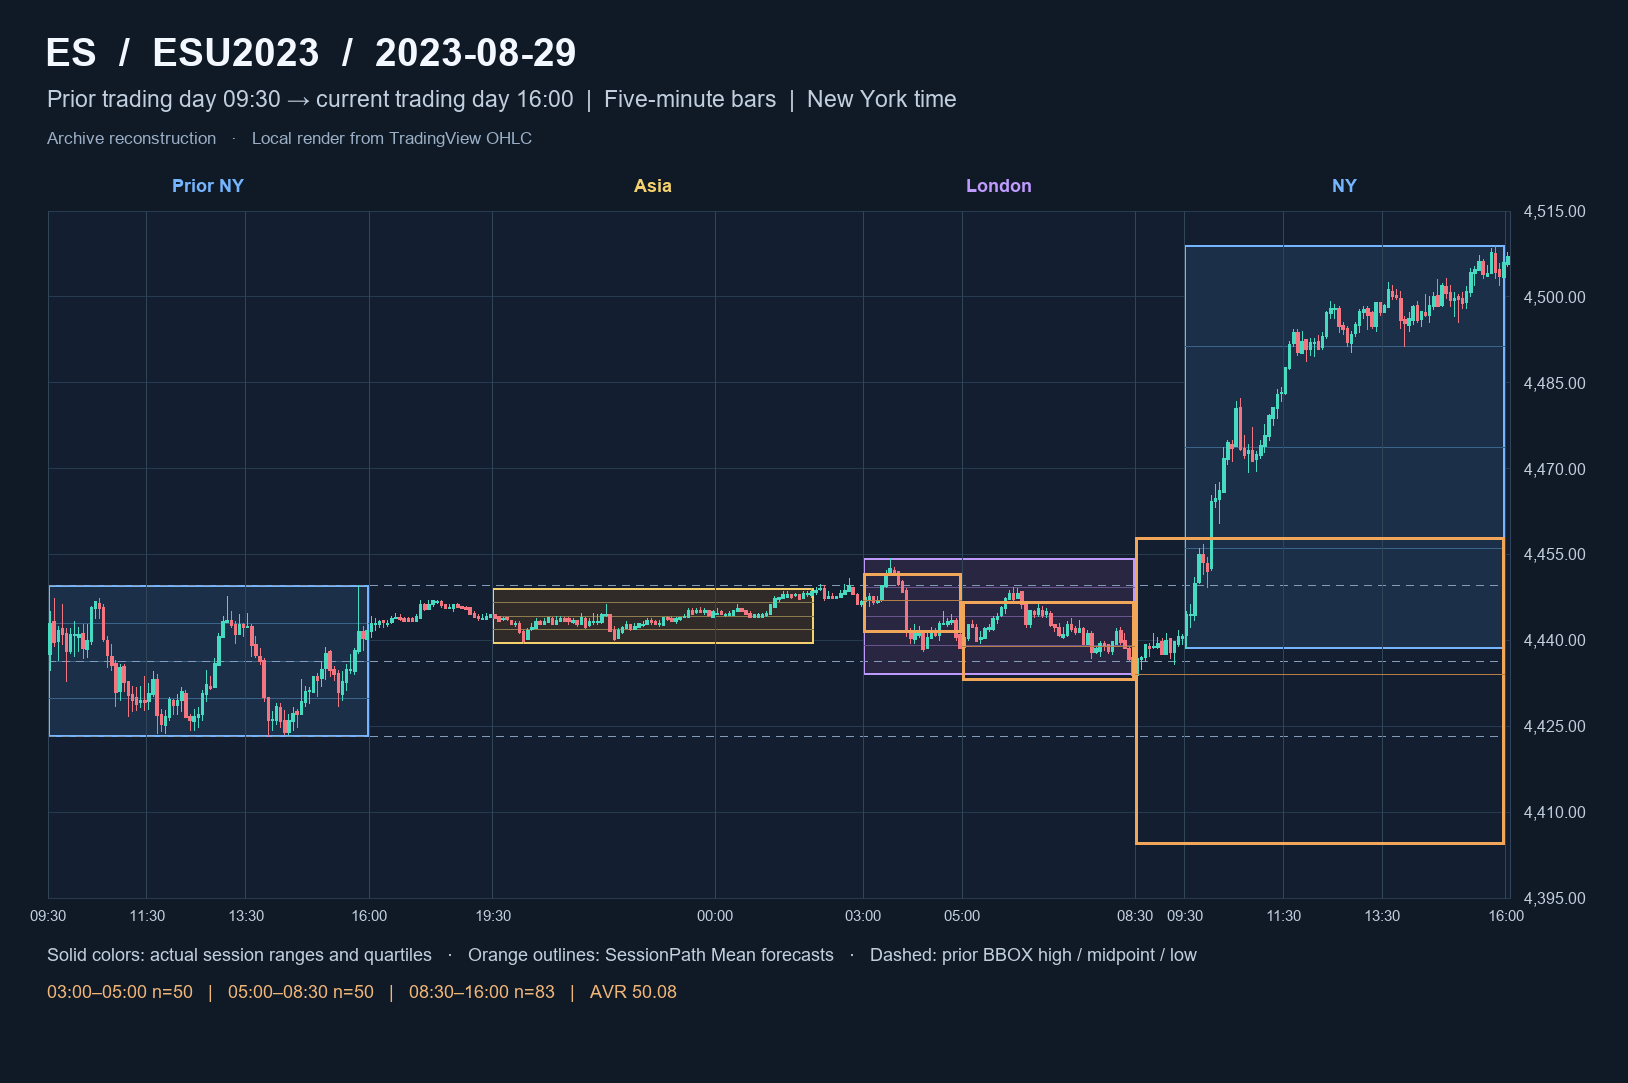 ES / ESU2023 / 2023-08-29
Prior trading day 09:30 → current trading day 16:00 | Five-minute bars | New York time
Archive reconstruction · Local render from TradingView OHLC
Prior NY Asia London NY
4,515.00
4,500.00
4,485.00
4,470.00
4,455.00
4,440.00
4,425.00
4,410.00
4,395.00
09:30 11:30 13:30 16:00 19:30 00:00 03:00 05:00 08:30 09:30 11:30 13:30 16:00
Solid colors: actual session ranges and quartiles · Orange outlines: SessionPath Mean forecasts · Dashed: prior BBOX high / midpoint / low
03:00–05:00 n=50 | 05:00–08:30 n=50 | 08:30–16:00 n=83 | AVR 50.08